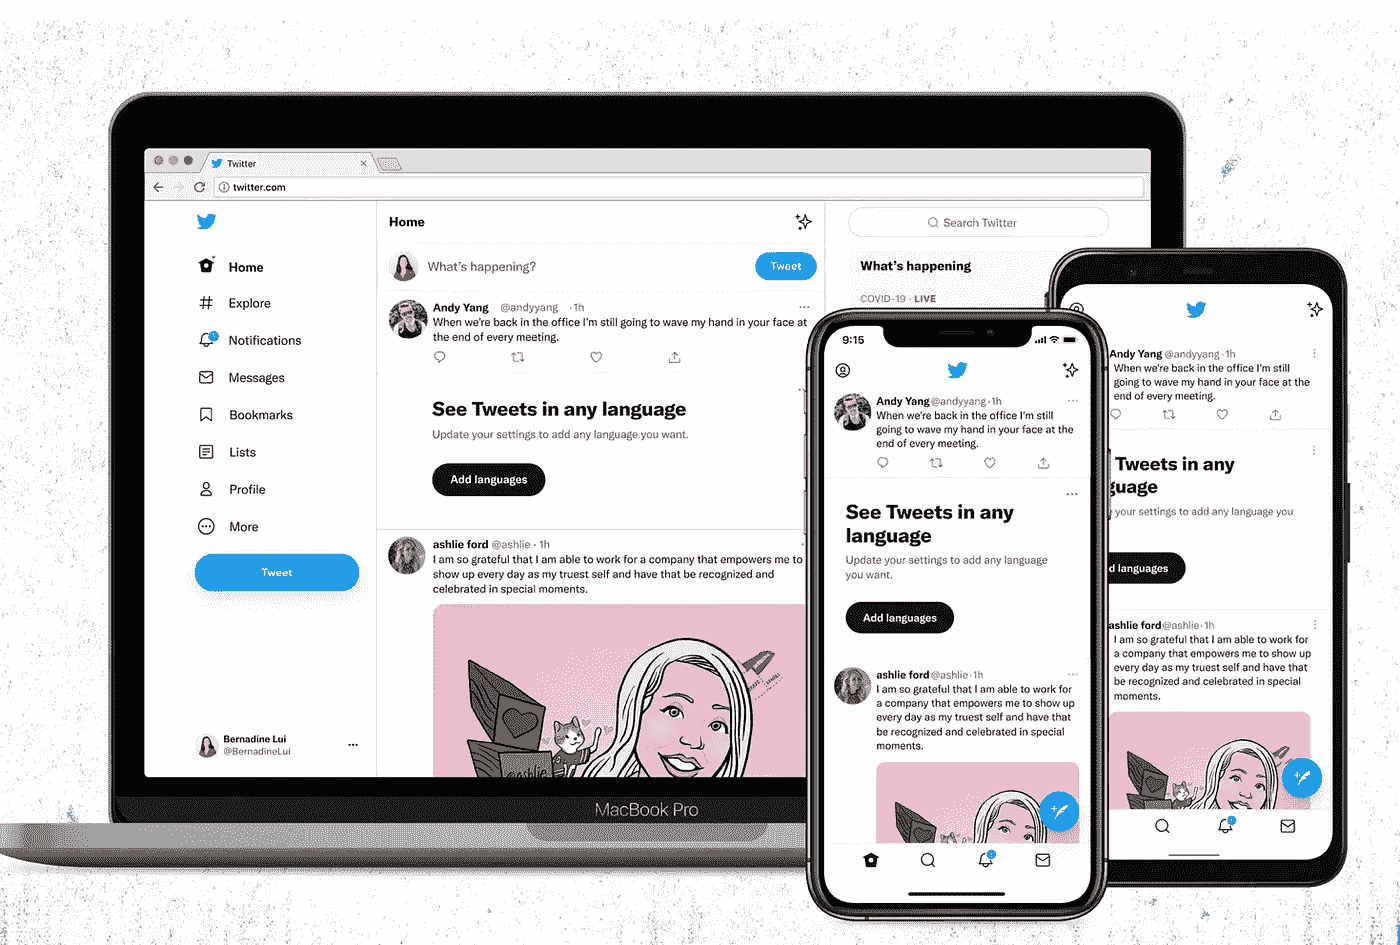 Twitter
twitter.com
Home
Explore
Notifications
Messages
Bookmarks
Lists
Profile
More
Tweet
Bernadine Lui
@BernadineLui
Home
What's happening?
Tweet
Andy Yang @andyyang ·1h
When we're back in the office I'm still going to wave my hand in your face at
the end of every meeting.
See Tweets in any language
Update your settings to add any language you want.
Add languages
ashlie ford @ashlie · 1h
I am so grateful that I am able to work for a company that empowers me to
show up every day as my truest self and have that be recognized and
celebrated in special moments.
@ashlie
Search Twitter
What's happening
COVID-19 · LIVE
MacBook Pro
9:15
Andy Yang @andyyang · 1h
When we're back in the office I'm still
going to wave my hand in your face at the
end of every meeting.
See Tweets in any
language
Update your settings to add any language
you want.
Add languages
ashlie ford @ashlie · 1h
I am so grateful that I am able to work for
a company that empowers me to show up
every day as my truest self and have that
be recognized and celebrated in special
moments.
Andy Yang @andyyang · 1h
When we're back in the office I'm still
going to wave my hand in your face at the
end of every meeting.
Tweets in any
guage
your settings to add any language you
d languages
ashlie ford @ashlie · 1h
I am so grateful that I am able to work for
a company that empowers me to show up
every day as my truest self and have that
be recognized and celebrated in special
moments.